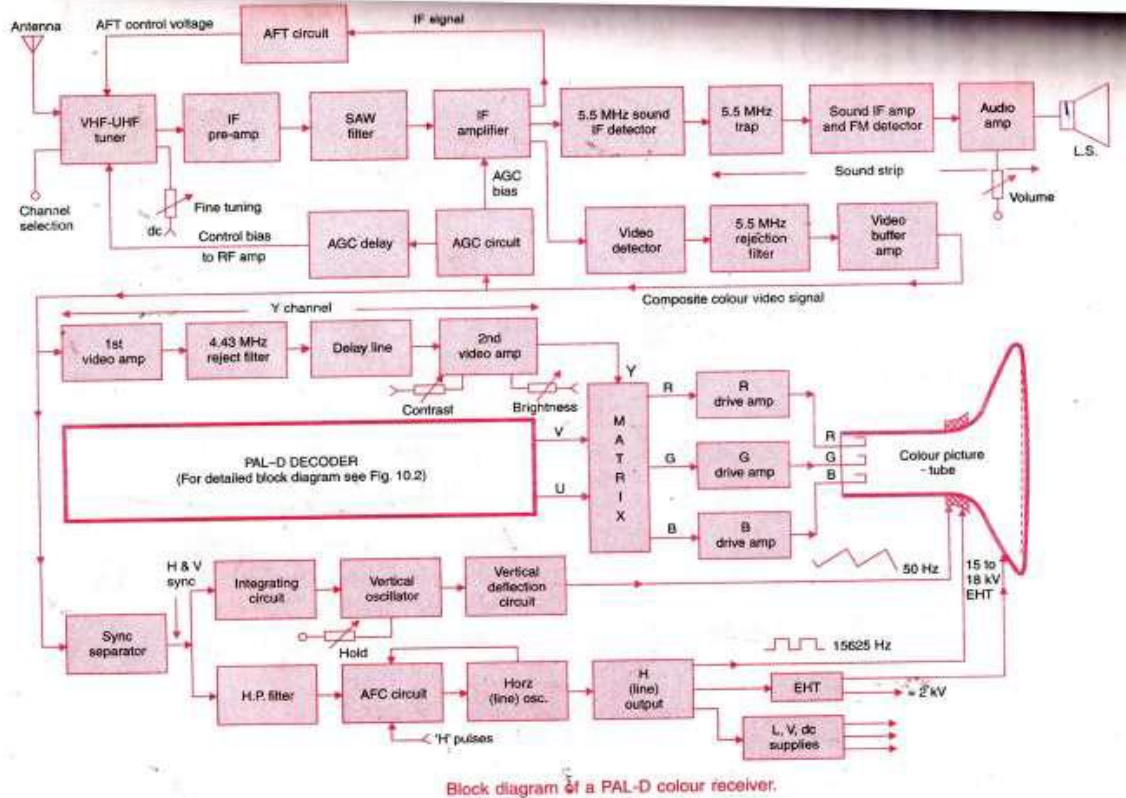 Antenna
AFT control voltage
AFT circuit
IF signal
VHF-UHF
tuner
IF
pre-amp
SAW
filter
IF
amplifier
5.5 MHz sound
IF detector
5.5 MHz
trap
Sound IF amp
and FM detector
Audio
amp
L.S.
Channel
selection
Fine tuning
dc
AGC
bias
Sound strip
Volume
Control bias
to RF amp
AGC delay
AGC circuit
Video
detector
5.5 MHz
rejection
filter
Video
buffer
amp
Composite colour video signal
Y channel
1st
video amp
4.43 MHz
reject filter
Delay line
2nd
video amp
Contrast
Brightness
Y
PAL–D DECODER
(For detailed block diagram see Fig. 10.2)
V
U
M
A
T
R
I
X
R
G
B
R
drive amp
G
drive amp
B
drive amp
R
G
B
Colour picture
- tube
H & V
sync
Integrating
circuit
Vertical
oscillator
Vertical
deflection
circuit
50 Hz
15 to
18 kV
EHT
Hold
Sync
separator
H.P. filter
AFC circuit
Horz
(line) osc.
H
(line)
output
15625 Hz
EHT
= 2 kV
'H' pulses
L, V, dc
supplies
Block diagram of a PAL-D colour receiver.